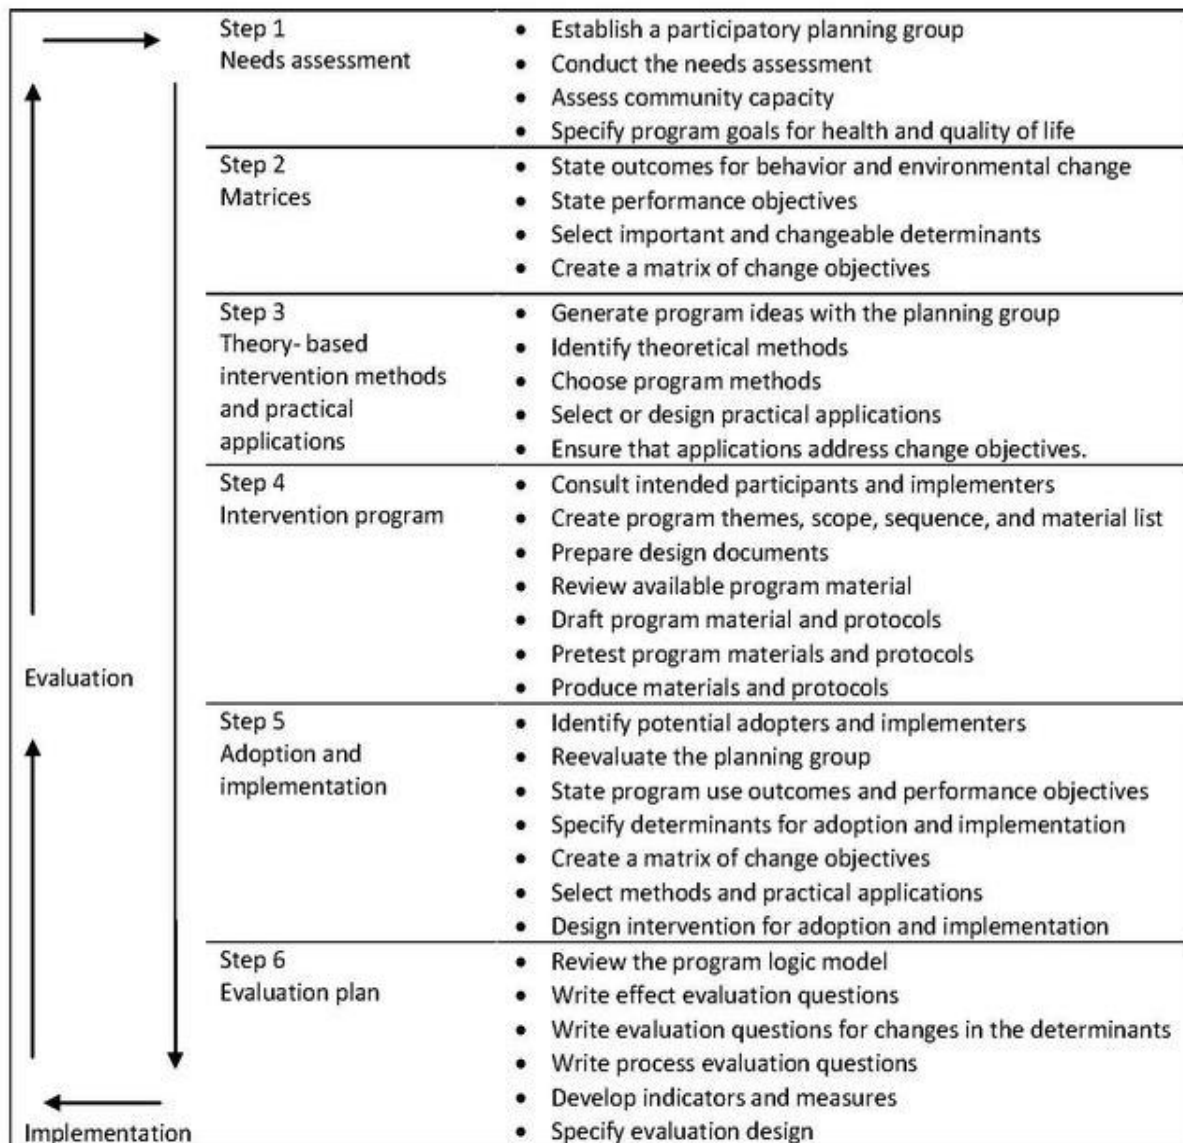 Step 1
Needs assessment
• Establish a participatory planning group
• Conduct the needs assessment
• Assess community capacity
• Specify program goals for health and quality of life
Step 2
Matrices
• State outcomes for behavior and environmental change
• State performance objectives
• Select important and changeable determinants
• Create a matrix of change objectives
Step 3
Theory- based
intervention methods
and practical
applications
• Generate program ideas with the planning group
• Identify theoretical methods
• Choose program methods
• Select or design practical applications
• Ensure that applications address change objectives.
Step 4
Intervention program
• Consult intended participants and implementers
• Create program themes, scope, sequence, and material list
• Prepare design documents
• Review available program material
• Draft program material and protocols
• Pretest program materials and protocols
• Produce materials and protocols
Evaluation
Step 5
Adoption and
implementation
• Identify potential adopters and implementers
• Reevaluate the planning group
• State program use outcomes and performance objectives
• Specify determinants for adoption and implementation
• Create a matrix of change objectives
• Select methods and practical applications
• Design intervention for adoption and implementation
Step 6
Evaluation plan
• Review the program logic model
• Write effect evaluation questions
• Write evaluation questions for changes in the determinants
• Write process evaluation questions
• Develop indicators and measures
• Specify evaluation design
Implementation